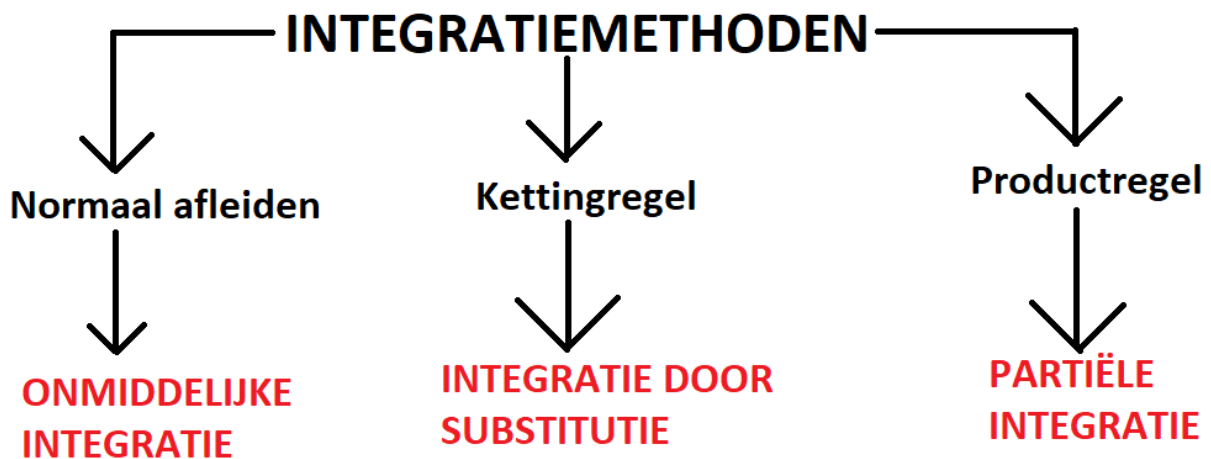 INTEGRATIEMETHODEN
Normaal afleiden
Kettingregel
Productregel
ONMIDDELIJKE
INTEGRATIE
INTEGRATIE DOOR
SUBSTITUTIE
PARTIËLE
INTEGRATIE